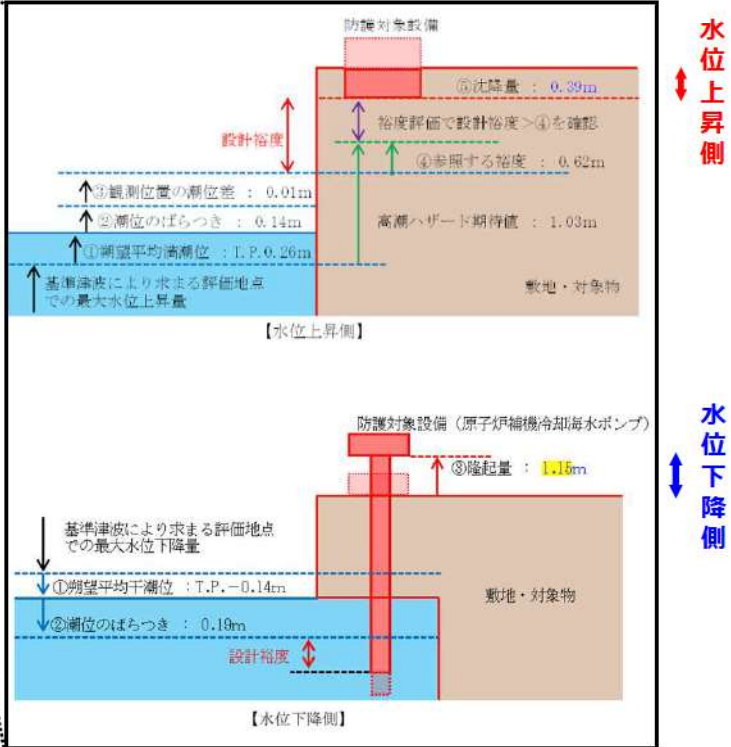 防護対象設備
⑤沈降量 : 0.39m
設計裕度
裕度評価で設計裕度>④を確認
④参照する裕度 : 0.62m
③観測位置の潮位差 : 0.01m
②潮位のばらつき : 0.14m
高潮ハザード期待値 : 1.03m
①朔望平均満潮位 : T.P.0.26m
基準津波により求まる評価地点
での最大水位上昇量
敷地・対象物
【水位上昇側】
水位上昇側
防護対象設備（原子炉補機冷却海水ポンプ）
③隆起量 : 1.15m
基準津波により求まる評価地点
での最大水位下降量
①朔望平均干潮位 : T.P.-0.14m
敷地・対象物
②潮位のばらつき : 0.19m
設計裕度
【水位下降側】
水位下降側